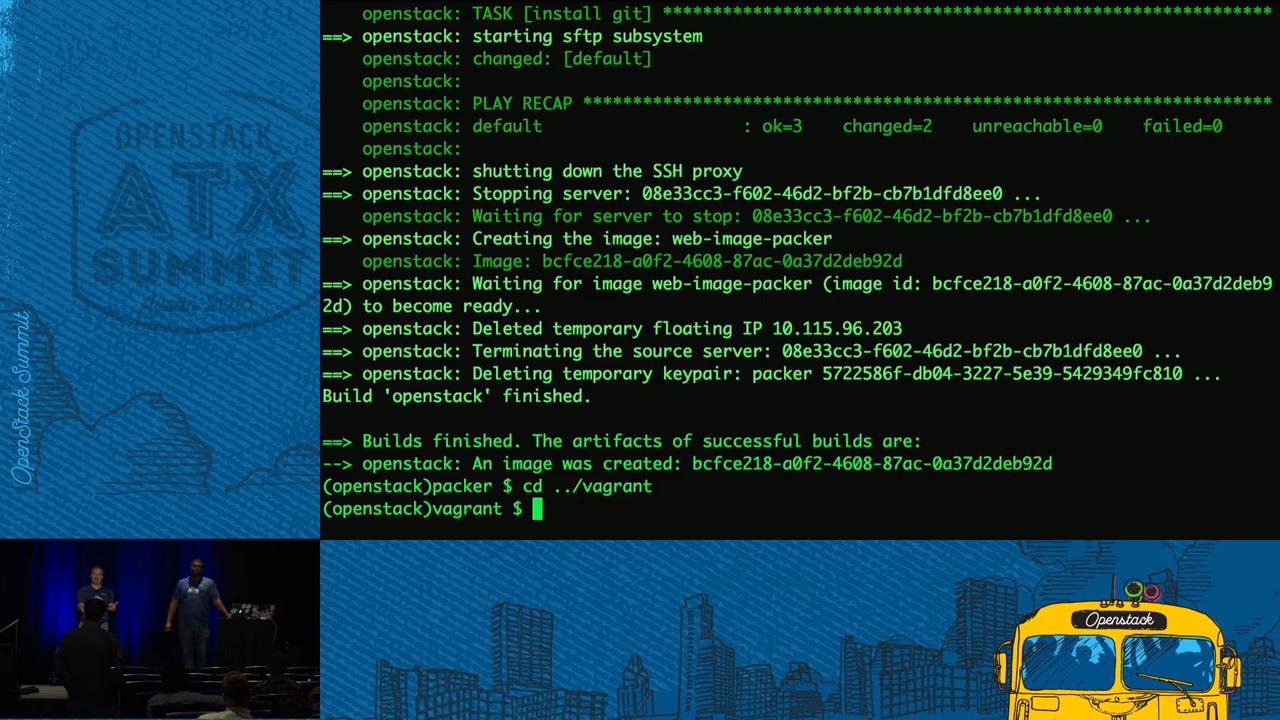 openstack: TASK [install git] *************************************************************
==> openstack: starting sftp subsystem
openstack: changed: [default]
openstack:
openstack: PLAY RECAP *********************************************************************
openstack: default : ok=3 changed=2 unreachable=0 failed=0
openstack:
==> openstack: shutting down the SSH proxy
==> openstack: Stopping server: 08e33cc3-f602-46d2-bf2b-cb7b1dfd8ee0 ...
openstack: Waiting for server to stop: 08e33cc3-f602-46d2-bf2b-cb7b1dfd8ee0 ...
==> openstack: Creating the image: web-image-packer
openstack: Image: bcfce218-a0f2-4608-87ac-0a37d2deb92d
==> openstack: Waiting for image web-image-packer (image id: bcfce218-a0f2-4608-87ac-0a37d2deb9
2d) to become ready...
==> openstack: Deleted temporary floating IP 10.115.96.203
==> openstack: Terminating the source server: 08e33cc3-f602-46d2-bf2b-cb7b1dfd8ee0 ...
==> openstack: Deleting temporary keypair: packer 5722586f-db04-3227-5e39-5429349fc810 ...
Build 'openstack' finished.
==> Builds finished. The artifacts of successful builds are:
--> openstack: An image was created: bcfce218-a0f2-4608-87ac-0a37d2deb92d
(openstack)packer $ cd ../vagrant
(openstack)vagrant $
OPENSTACK
ATX
SUMMIT
OpenStack Summit
Openstack